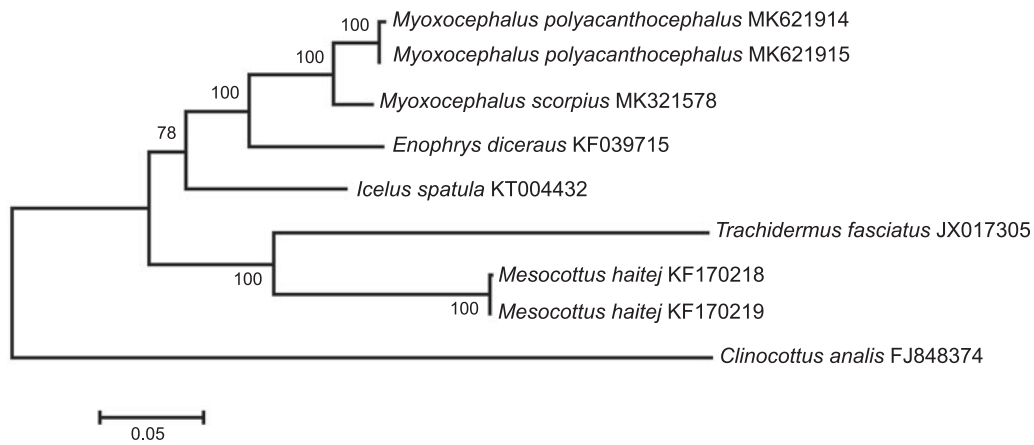 100
Myoxocephalus polyacanthocephalus MK621914
Myoxocephalus polyacanthocephalus MK621915
100
Myoxocephalus scorpius MK321578
100
Enophrys diceraus KF039715
78
Icelus spatula KT004432
Trachidermus fasciatus JX017305
100
Mesocottus haitej KF170218
100
Mesocottus haitej KF170219
Clinocottus analis FJ848374
0.05